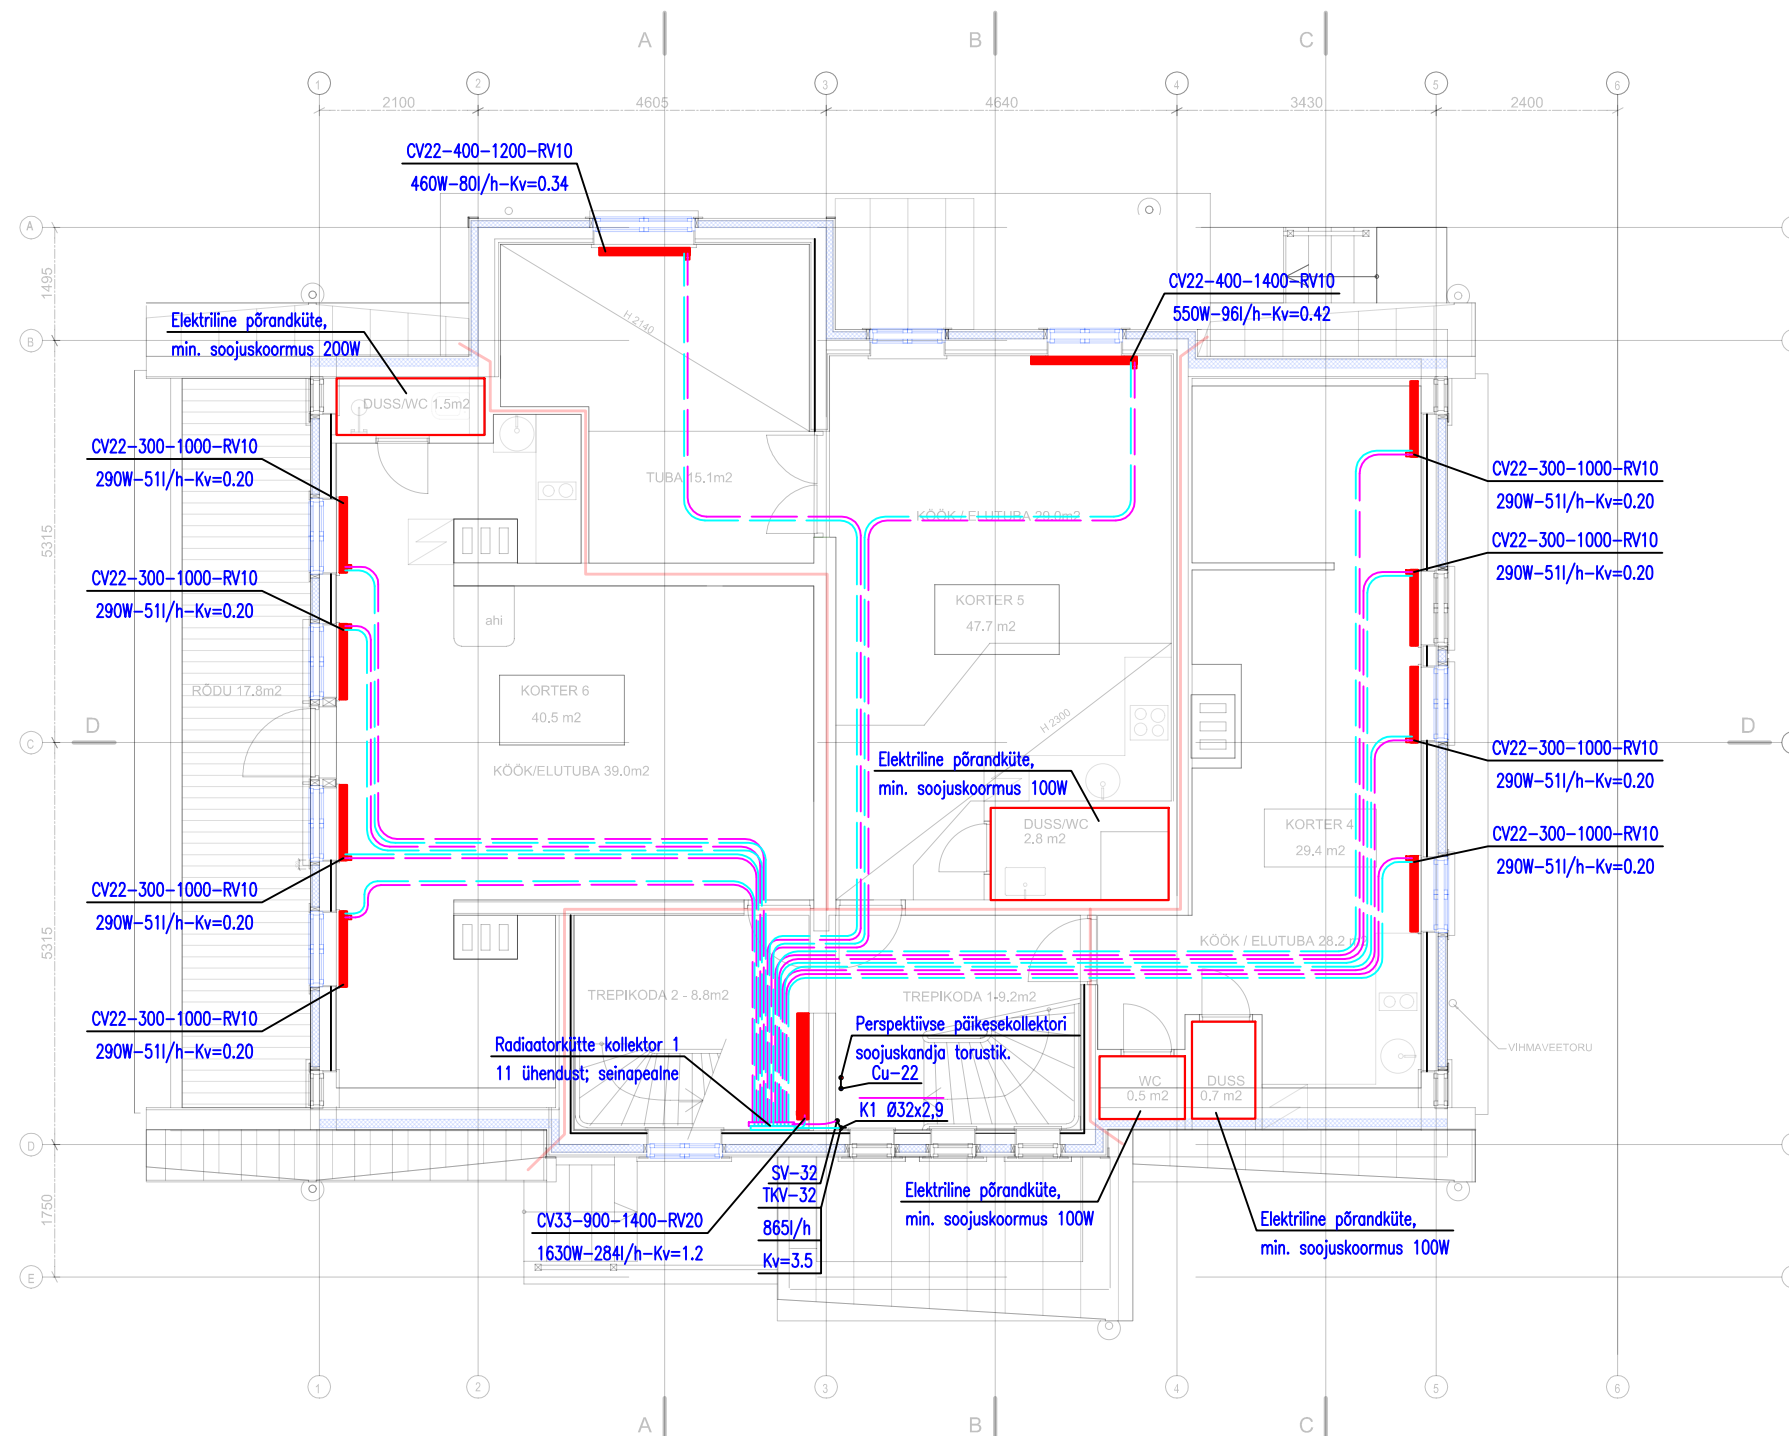 A
B
C
1
2
3
4
5
6
2100
4605
4640
3430
2400
CV22-400-1200-RV10
460W-80l/h-Kv=0.34
A
1495
CV22-400-1400-RV10
550W-96l/h-Kv=0.42
H 2140
Elektriline põrandküte,
min. soojuskoormus 200W
B
DUSS/WC 1.5m2
CV22-300-1000-RV10
290W-51l/h-Kv=0.20
TUBA 15.1m2
CV22-300-1000-RV10
290W-51l/h-Kv=0.20
KÖÖK / ELUTUBA 29.0m2
5315
CV22-300-1000-RV10
290W-51l/h-Kv=0.20
CV22-300-1000-RV10
290W-51l/h-Kv=0.20
ahi
KORTER 5
47.7 m2
RÕDU 17.8m2
KORTER 6
40.5 m2
H 2300
D
D
C
CV22-300-1000-RV10
290W-51l/h-Kv=0.20
KÖÖK/ELUTUBA 39.0m2
Elektriline põrandküte,
min. soojuskoormus 100W
DUSS/WC
2.8 m2
KORTER 4
29.4 m2
CV22-300-1000-RV10
290W-51l/h-Kv=0.20
CV22-300-1000-RV10
290W-51l/h-Kv=0.20
5315
KÖÖK / ELUTUBA 28.2 m2
TREPIKODA 2 - 8.8m2
TREPIKODA 1-9.2m2
CV22-300-1000-RV10
290W-51l/h-Kv=0.20
Radiaatorkütte kollektor 1
11 ühendust; seinapealne
Perspektiivse päikesekollektori
soojuskandja torustik.
Cu-22
K1 Ø32x2,9
VIHMAVEETORU
WC
0.5 m2
DUSS
0.7 m2
D
SV-32
TKV-32
865l/h
Kv=3.5
1750
CV33-900-1400-RV20
1630W-284l/h-Kv=1.2
Elektriline põrandküte,
min. soojuskoormus 100W
Elektriline põrandküte,
min. soojuskoormus 100W
E
1
2
3
4
5
6
A
B
C